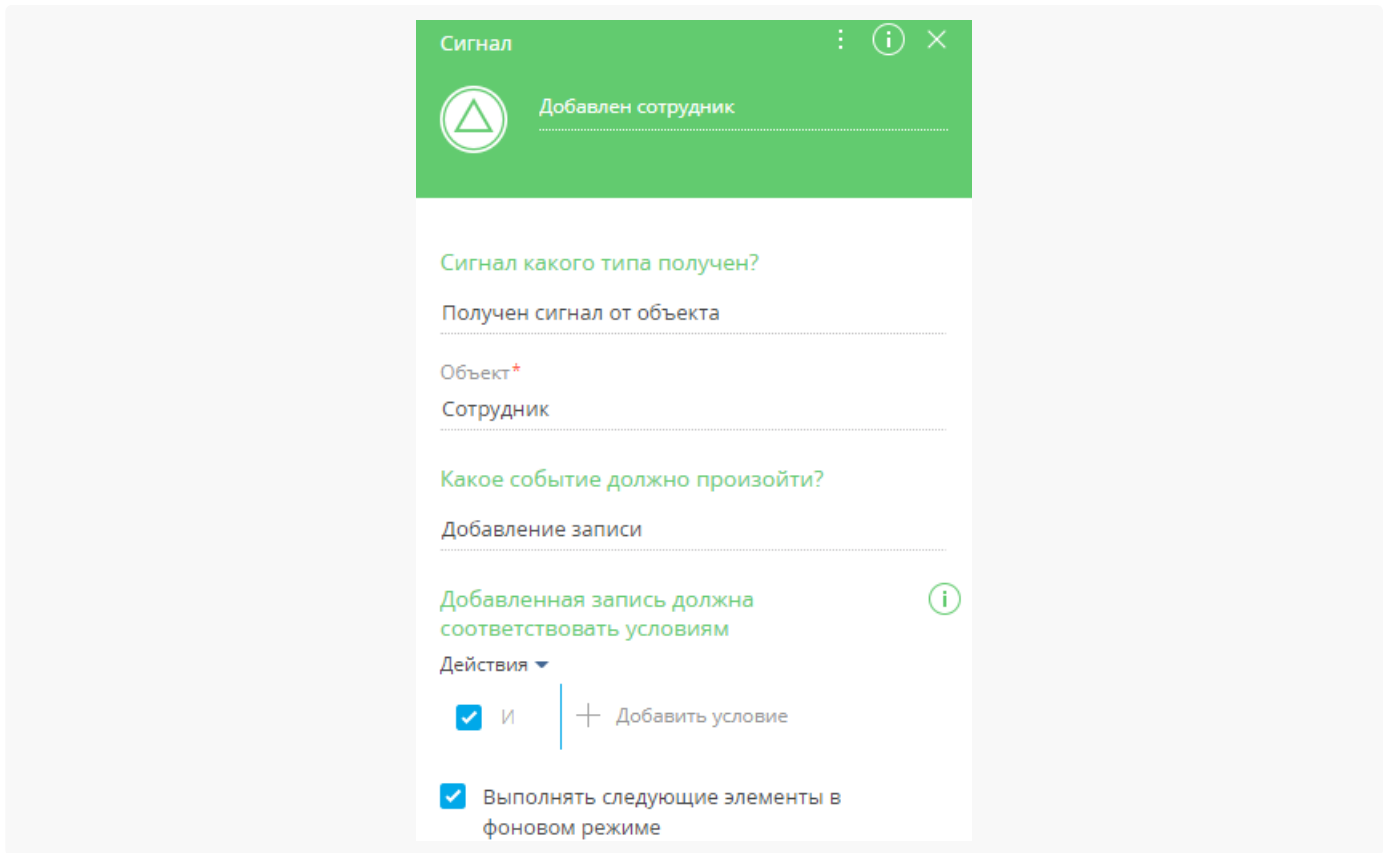 Сигнал
Добавлен сотрудник
Сигнал какого типа получен?
Получен сигнал от объекта
Объект*
Сотрудник
Какое событие должно произойти?
Добавление записи
Добавленная запись должна
соответствовать условиям
Действия
И
Добавить условие
Выполнять следующие элементы в
фоновом режиме